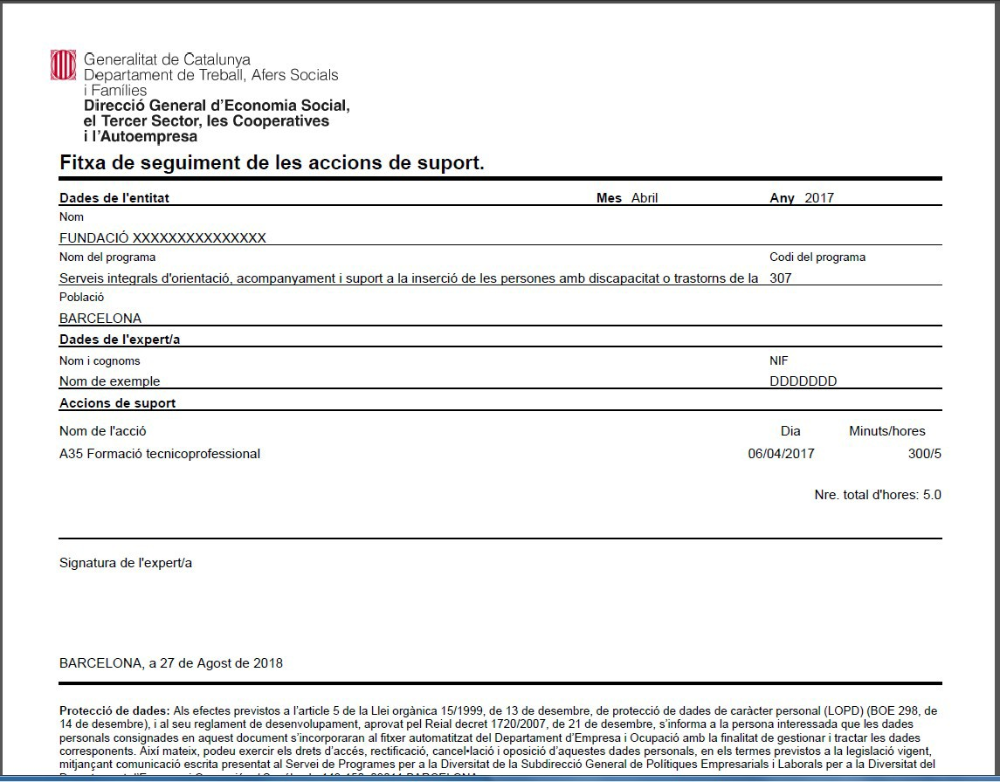 Generalitat de Catalunya
Departament de Treball, Afers Socials
i Famílies
Direcció General d'Economia Social,
el Tercer Sector, les Cooperatives
i l'Autoempresa
Fitxa de seguiment de les accions de suport.
Dades de l'entitat Mes Abril Any 2017
Nom
FUNDACIÓ XXXXXXXXXXXXXXX
Nom del programa Codi del programa
Serveis integrals d'orientació, acompanyament i suport a la inserció de les persones amb discapacitat o trastorns de la 307
Població
BARCELONA
Dades de l'expert/a
Nom i cognoms NIF
Nom de exemple DDDDDDD
Accions de suport
Nom de l'acció Dia Minuts/hores
A35 Formació tecnicoprofessional 06/04/2017 300/5
Nre. total d'hores: 5.0
Signatura de l'expert/a
BARCELONA, a 27 de Agost de 2018
Protecció de dades: Als efectes previstos a l'article 5 de la Llei orgànica 15/1999, de 13 de desembre, de protecció de dades de caràcter personal (LOPD) (BOE 298, de
14 de desembre), i al seu reglament de desenvolupament, aprovat pel Reial decret 1720/2007, de 21 de desembre, s'informa a la persona interessada que les dades
personals consignades en aquest document s'incorporaran al fitxer automatitzat del Departament d'Empresa i Ocupació amb la finalitat de gestionar i tractar les dades
corresponents. Així mateix, podeu exercir els drets d'accés, rectificació, cancel•lació i oposició d'aquestes dades personals, en els termes previstos a la legislació vigent,
mitjançant comunicació escrita presentat al Servei de Programes per a la Diversitat de la Subdirecció General de Polítiques Empresarials i Laborals per a la Diversitat del